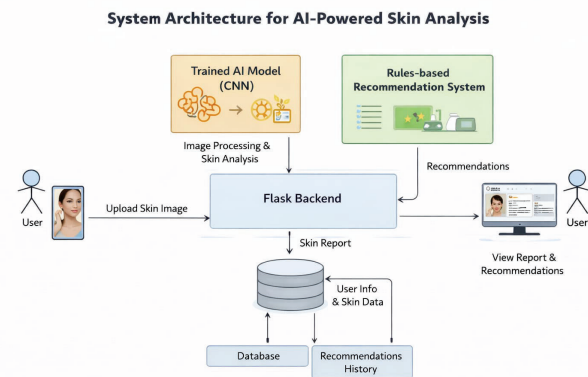 System Architecture for AI-Powered Skin Analysis
Trained AI Model
(CNN)
Rules-based
Recommendation System
Image Processing &
Skin Analysis
Recommendations
Flask Backend
Upload Skin Image
User
User
Skin Report
View Report &
Recommendations
User Info
& Skin Data
Database
Recommendations
History